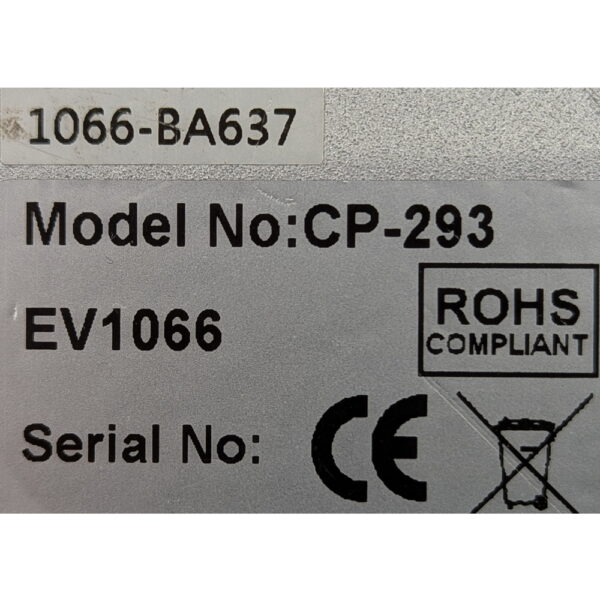 1066-BA637
Model No:CP-293
EV1066
ROHS
COMPLIANT
Serial No:
CE